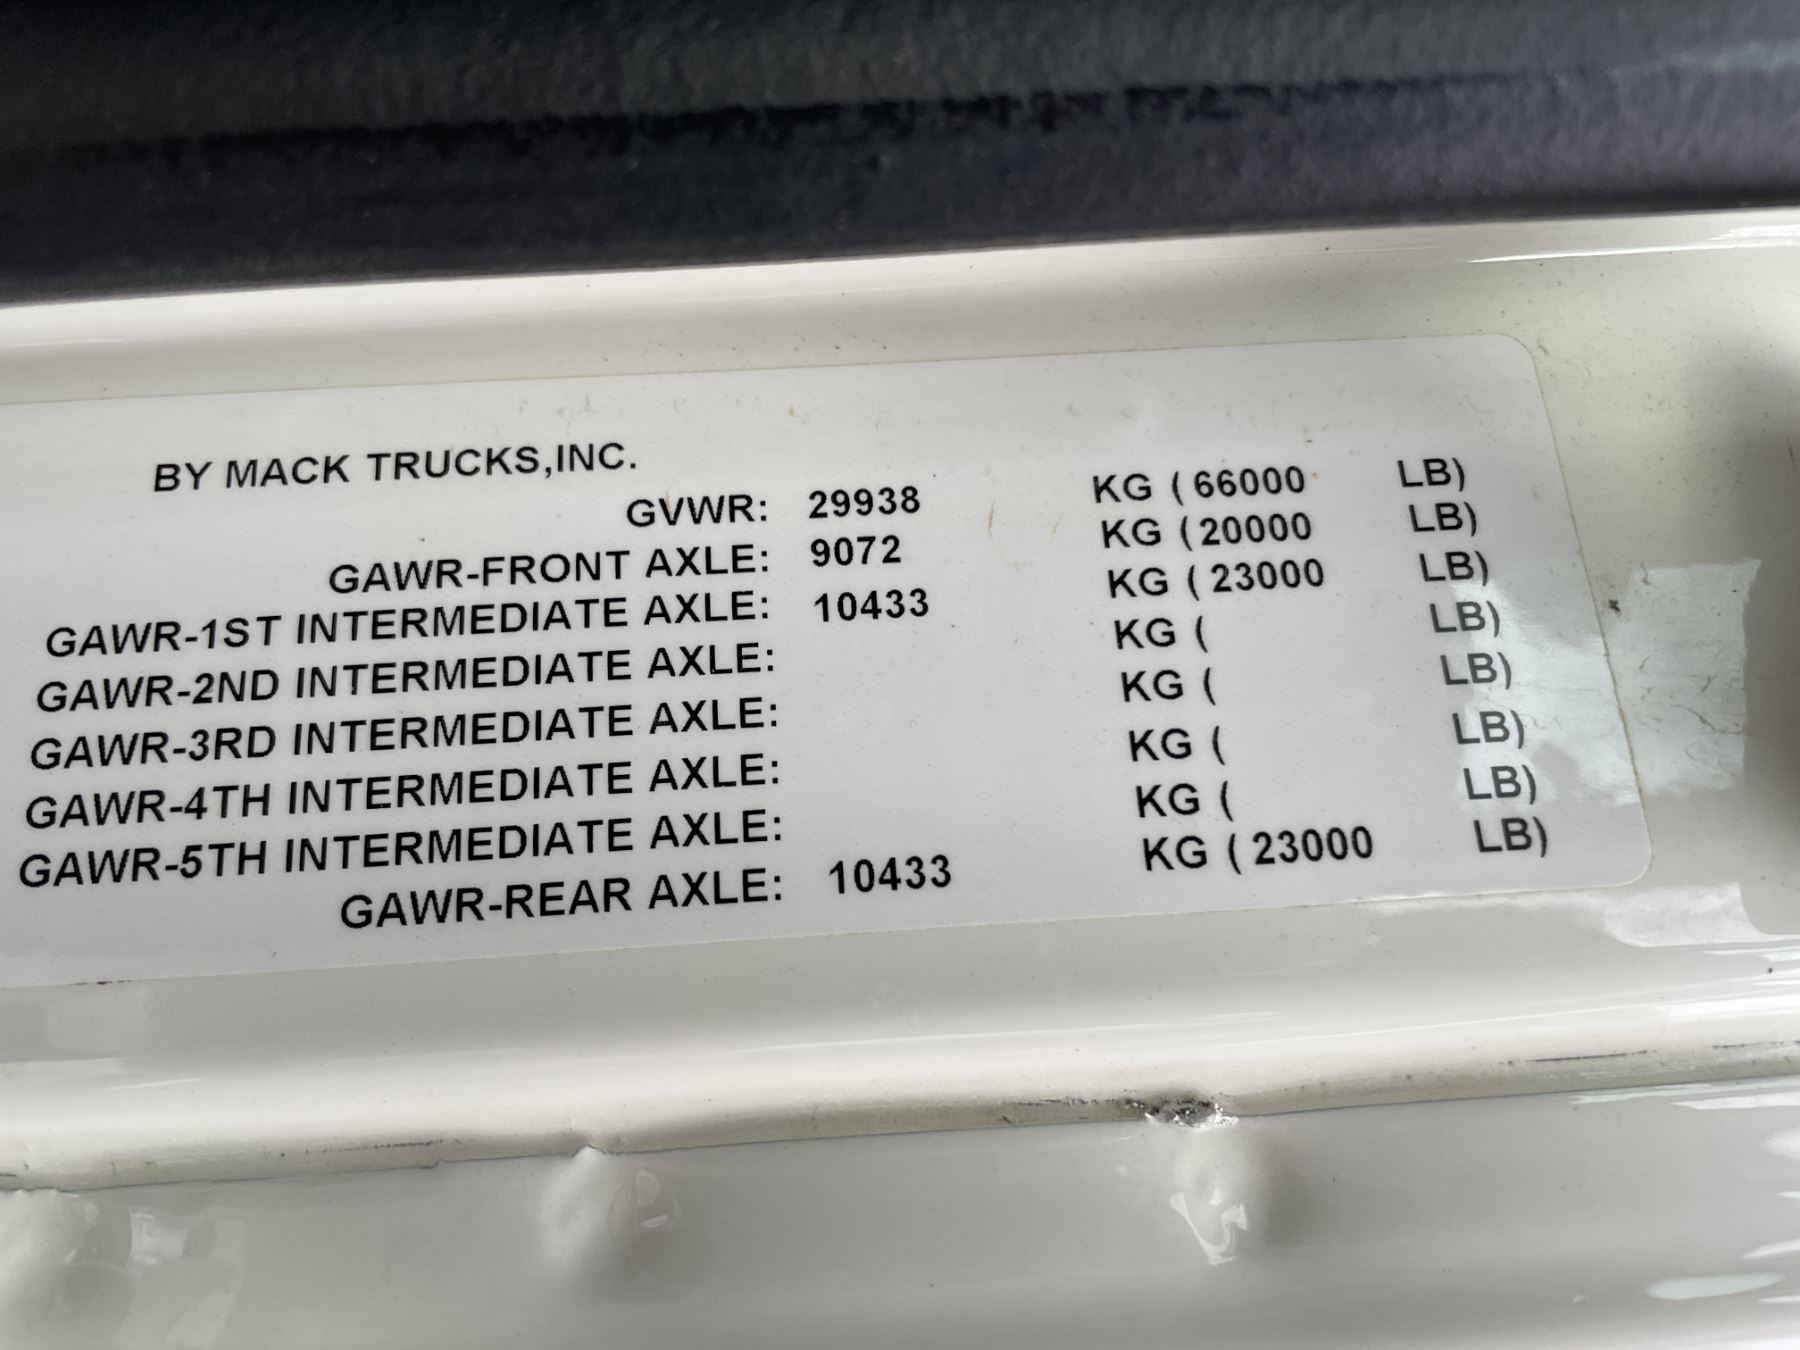 BY MACK TRUCKS,INC.
GVWR: 29938 KG ( 66000 LB)
GAWR-FRONT AXLE: 9072 KG ( 20000 LB)
GAWR-1ST INTERMEDIATE AXLE: 10433 KG ( 23000 LB)
GAWR-2ND INTERMEDIATE AXLE: KG ( LB)
GAWR-3RD INTERMEDIATE AXLE: KG ( LB)
GAWR-4TH INTERMEDIATE AXLE: KG ( LB)
GAWR-5TH INTERMEDIATE AXLE: KG ( LB)
GAWR-REAR AXLE: 10433 KG ( 23000 LB)